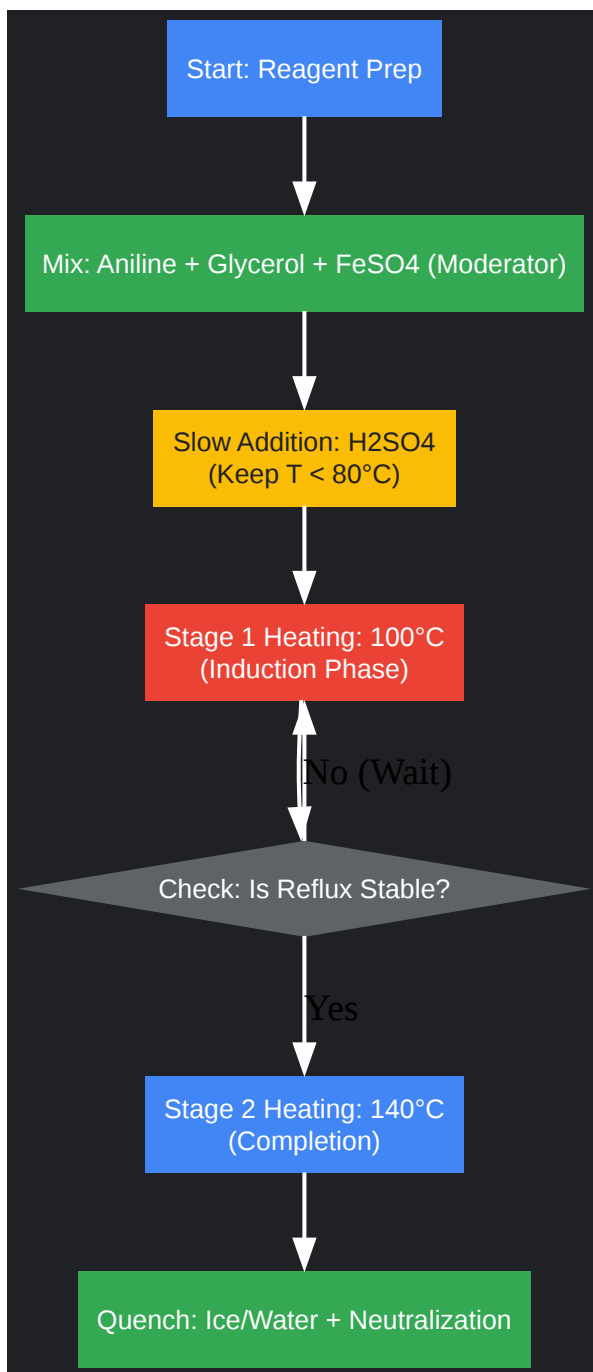 Start: Reagent Prep
Mix: Aniline + Glycerol + FeSO4 (Moderator)
Slow Addition: H2SO4
(Keep T < 80°C)
Stage 1 Heating: 100°C
(Induction Phase)
No (Wait)
Check: Is Reflux Stable?
Yes
Stage 2 Heating: 140°C
(Completion)
Quench: Ice/Water + Neutralization